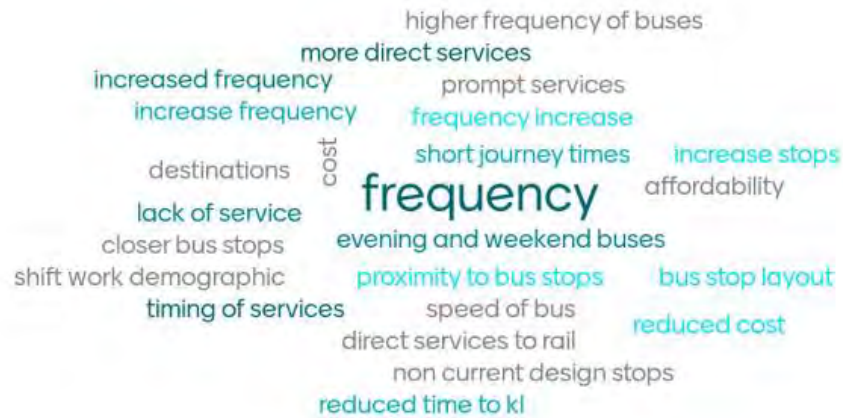 higher frequency of buses
more direct services
increased frequency
prompt services
increase frequency
frequency increase
cost
short journey times
increase stops
destinations
frequency
affordability
lack of service
closer bus stops
evening and weekend buses
shift work demographic
proximity to bus stops
bus stop layout
timing of services
speed of bus
reduced cost
direct services to rail
non current design stops
reduced time to kl